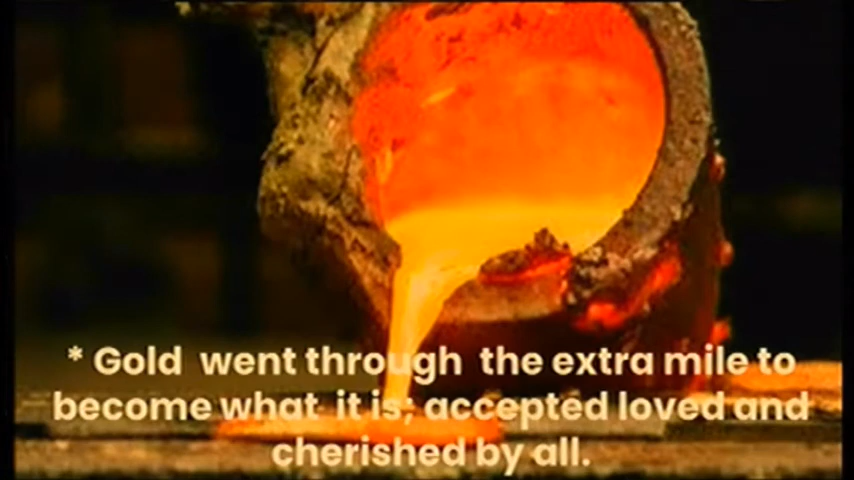 * Gold went through the extra mile to
become what it is; accepted loved and
cherished by all.